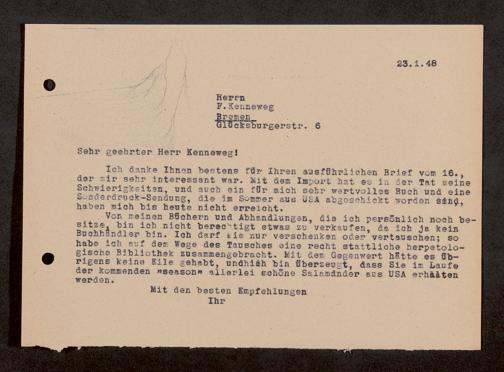 23.1.48
Herrn
F.Kenneweg
Bremen
Glücksburgerstr. 6
Sehr geehrter Herr Kenneweg!
Ich danke Ihnen bestens für Ihren ausführlichen Brief vom 16.,
der mir sehr interessant war. Mit dem Import hat es in der Tat seine
Schwierigkeiten, und auch ein für mich sehr wertvolles Buch und eine
Sonderdruck-Sendung, die im Sommer aus USA abgeschickt worden sind,
haben mich bis heute nicht erreicht.
Von meinen Büchern und Abhandlungen, die ich persönlich noch be-
sitze, bin ich nicht berechtigt etwas zu verkaufen, da ich ja kein
Buchhändler bin. Ich darf sie nur verschenken oder vertauschen; so
habe ich auf dem Wege des Tausches eine recht stattliche herpetolo-
gische Bibliothek zusammengebracht. Mit dem Gegenwert hätte es üb-
rigens keine Eile gehabt, undhiäh bin überzeugt, dass Sie im Laufe
der kommenden "season" allerlei schöne Salamander aus USA erhalten
werden.
Mit den besten Empfehlungen
Ihr